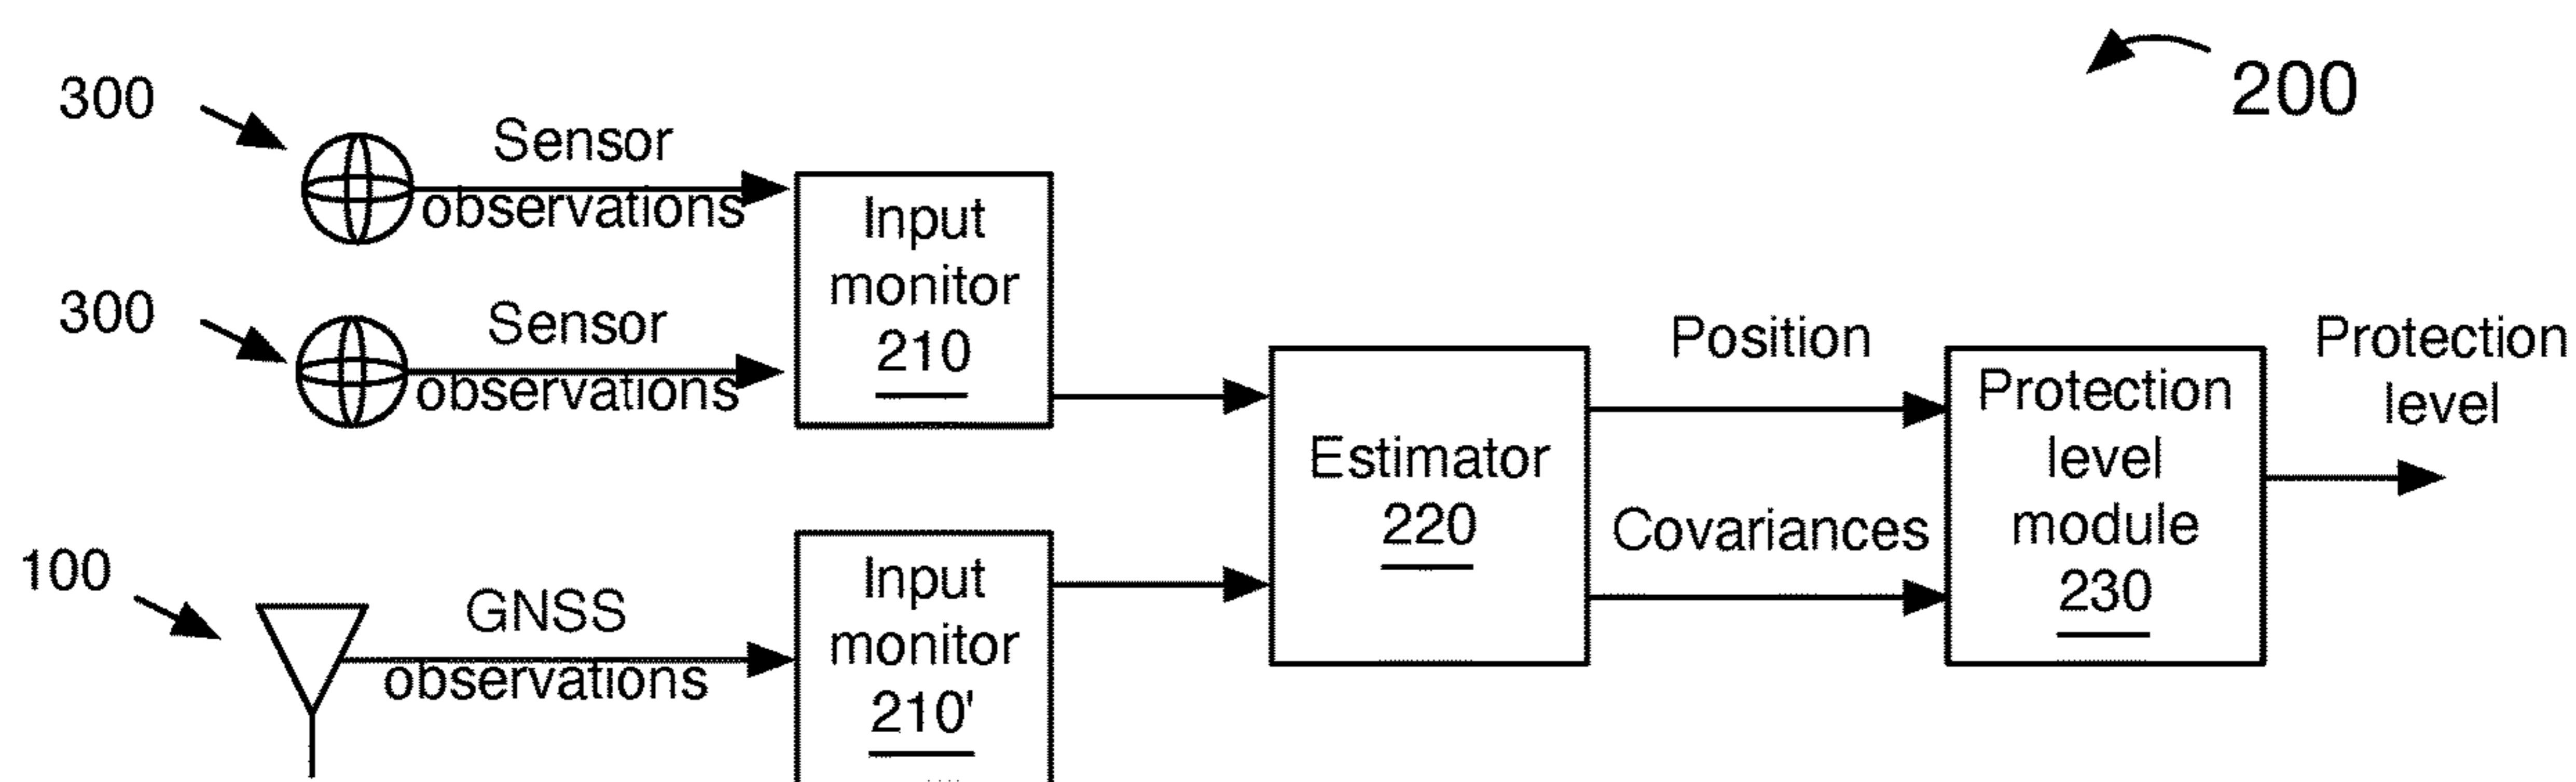 200
300
Sensor
observations
Input
monitor
210
300
Sensor
observations
100
GNSS
observations
Input
monitor
210'
Estimator
220
Position
Covariances
Protection
level
module
230
Protection
level